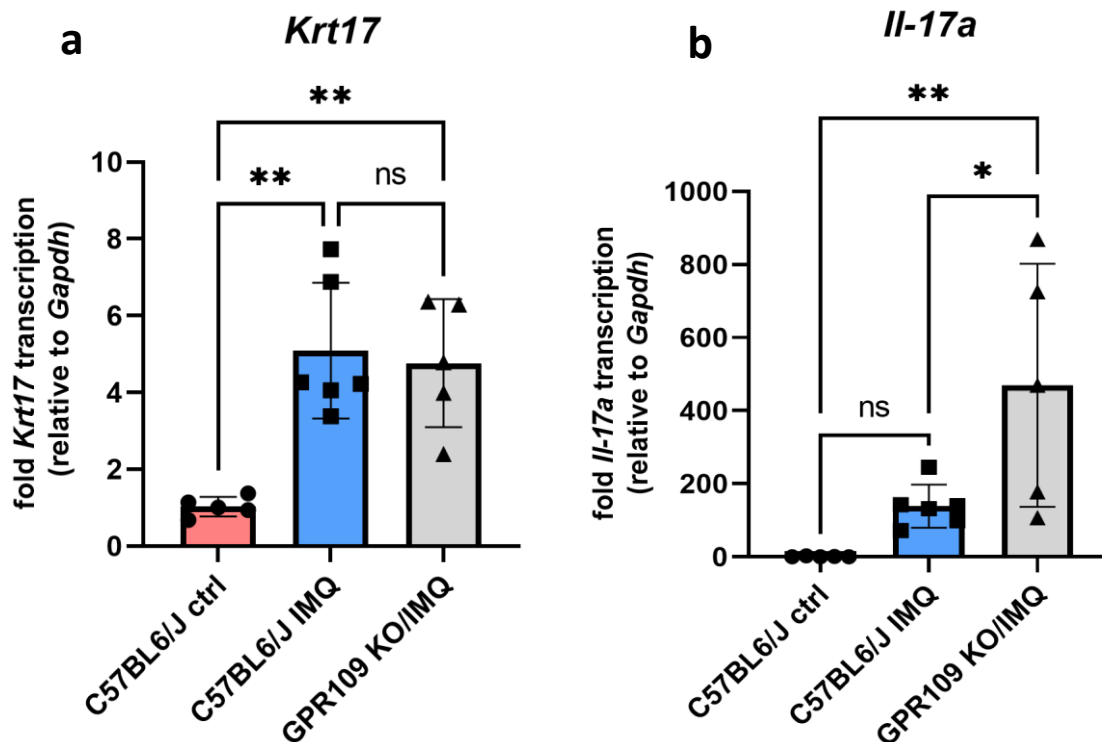 a
Krt17
fold Krt17 transcription
(relative to Gapdh)
**
**
ns
10
8
6
4
2
0
C57BL6/J ctrl
C57BL6/J IMQ
GPR109 KO/IMQ
b
Il-17a
fold Il-17a transcription
(relative to Gapdh)
**
*
ns
1000
800
600
400
200
0
C57BL6/J ctrl
C57BL6/J IMQ
GPR109 KO/IMQ